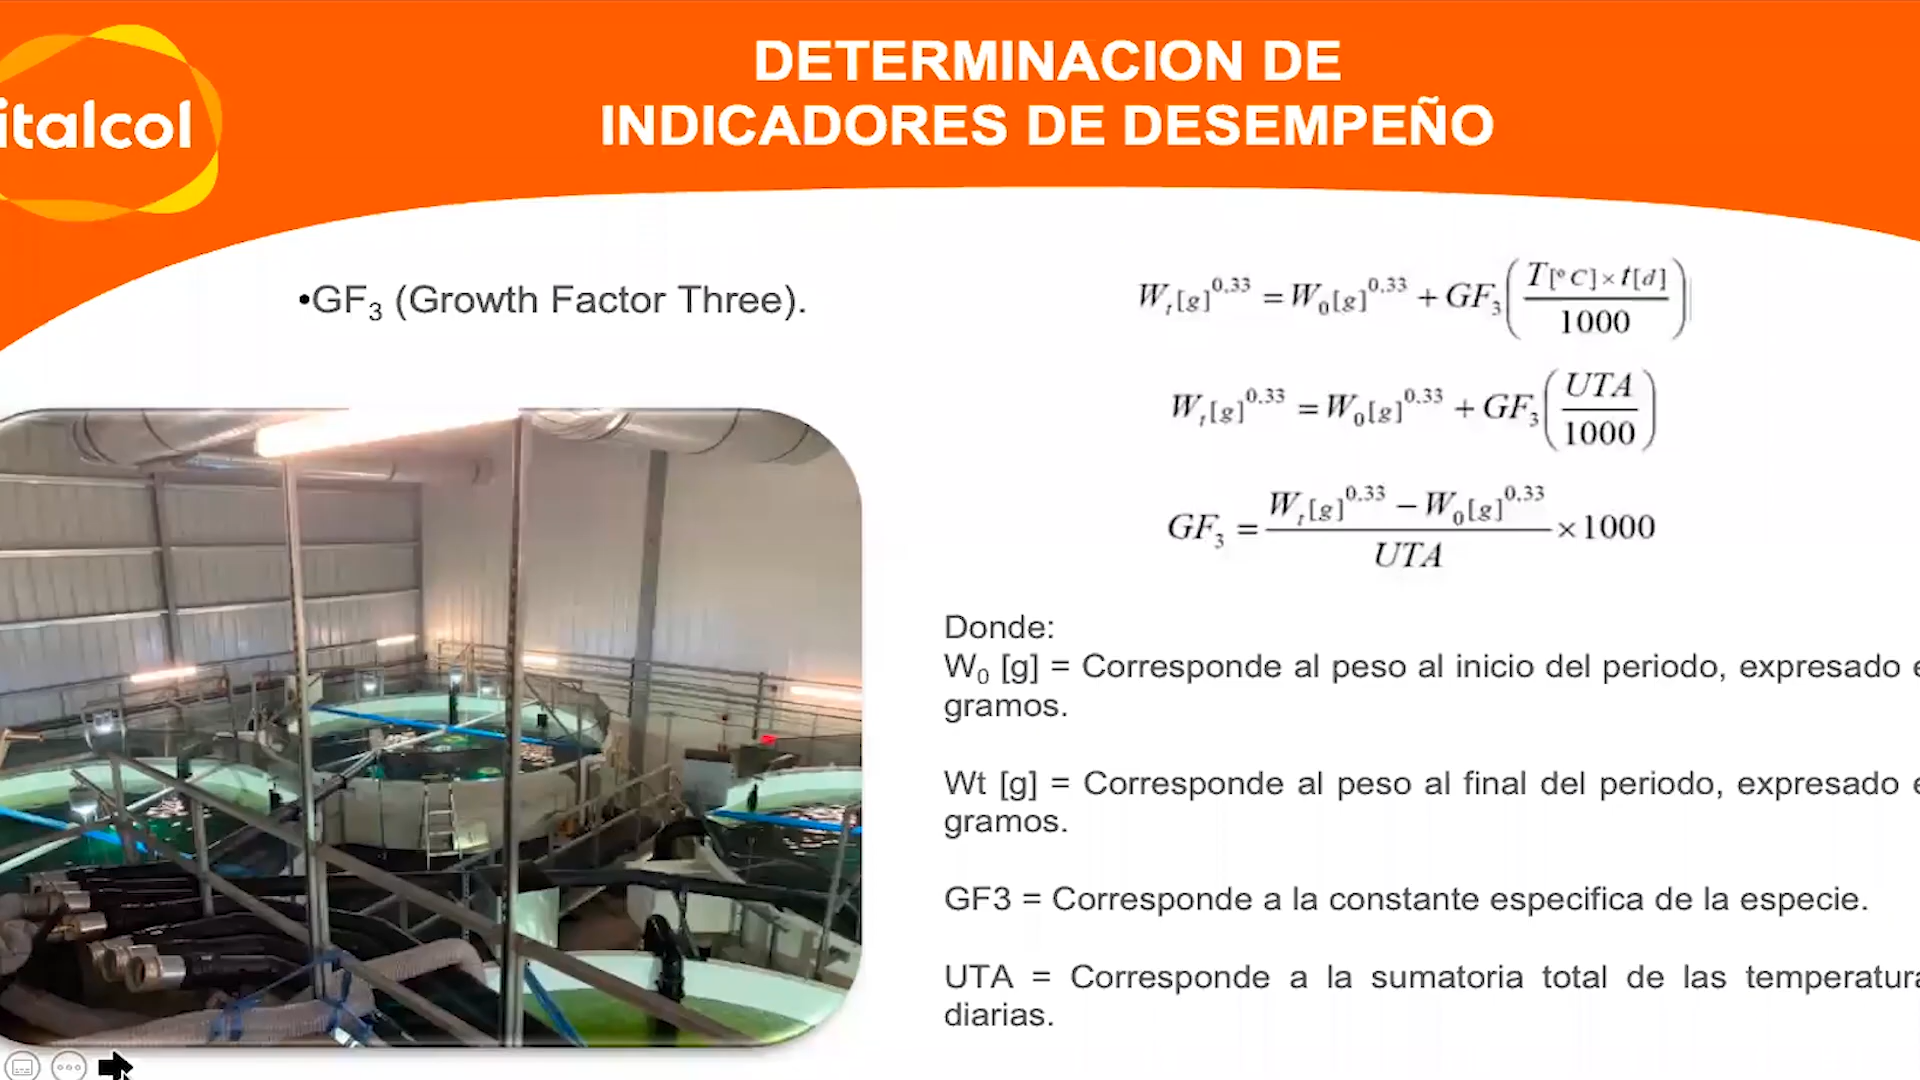 italcol
DETERMINACION DE
INDICADORES DE DESEMPEÑO
•GF₃ (Growth Factor Three).
Wₜ[g]^0.33 = W₀[g]^0.33 + GF₃(T[°C]×t[d] / 1000)
Wₜ[g]^0.33 = W₀[g]^0.33 + GF₃(UTA / 1000)
GF₃ = (Wₜ[g]^0.33 − W₀[g]^0.33) / UTA ×1000
Donde:
W₀ [g] = Corresponde al peso al inicio del periodo, expresado
gramos.
Wt [g] = Corresponde al peso al final del periodo, expresado
gramos.
GF3 = Corresponde a la constante especifica de la especie.
UTA = Corresponde a la sumatoria total de las temperatura
diarias.